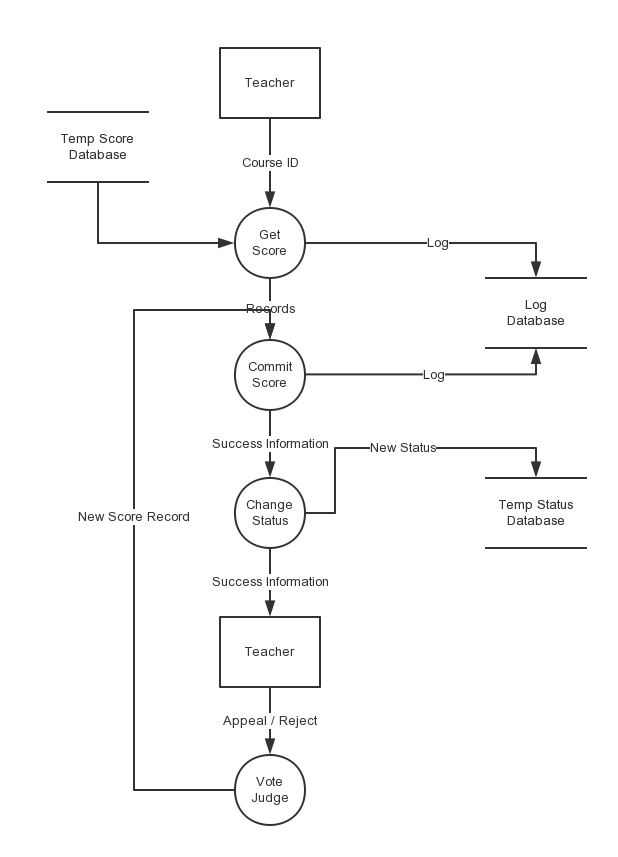 Teacher
Temp Score
Database
Course ID
Get
Score
Log
Records
Log
Database
Commit
Score
Log
Success Information
New Status
Change
Status
Temp Status
Database
New Score Record
Success Information
Teacher
Appeal / Reject
Vote
Judge